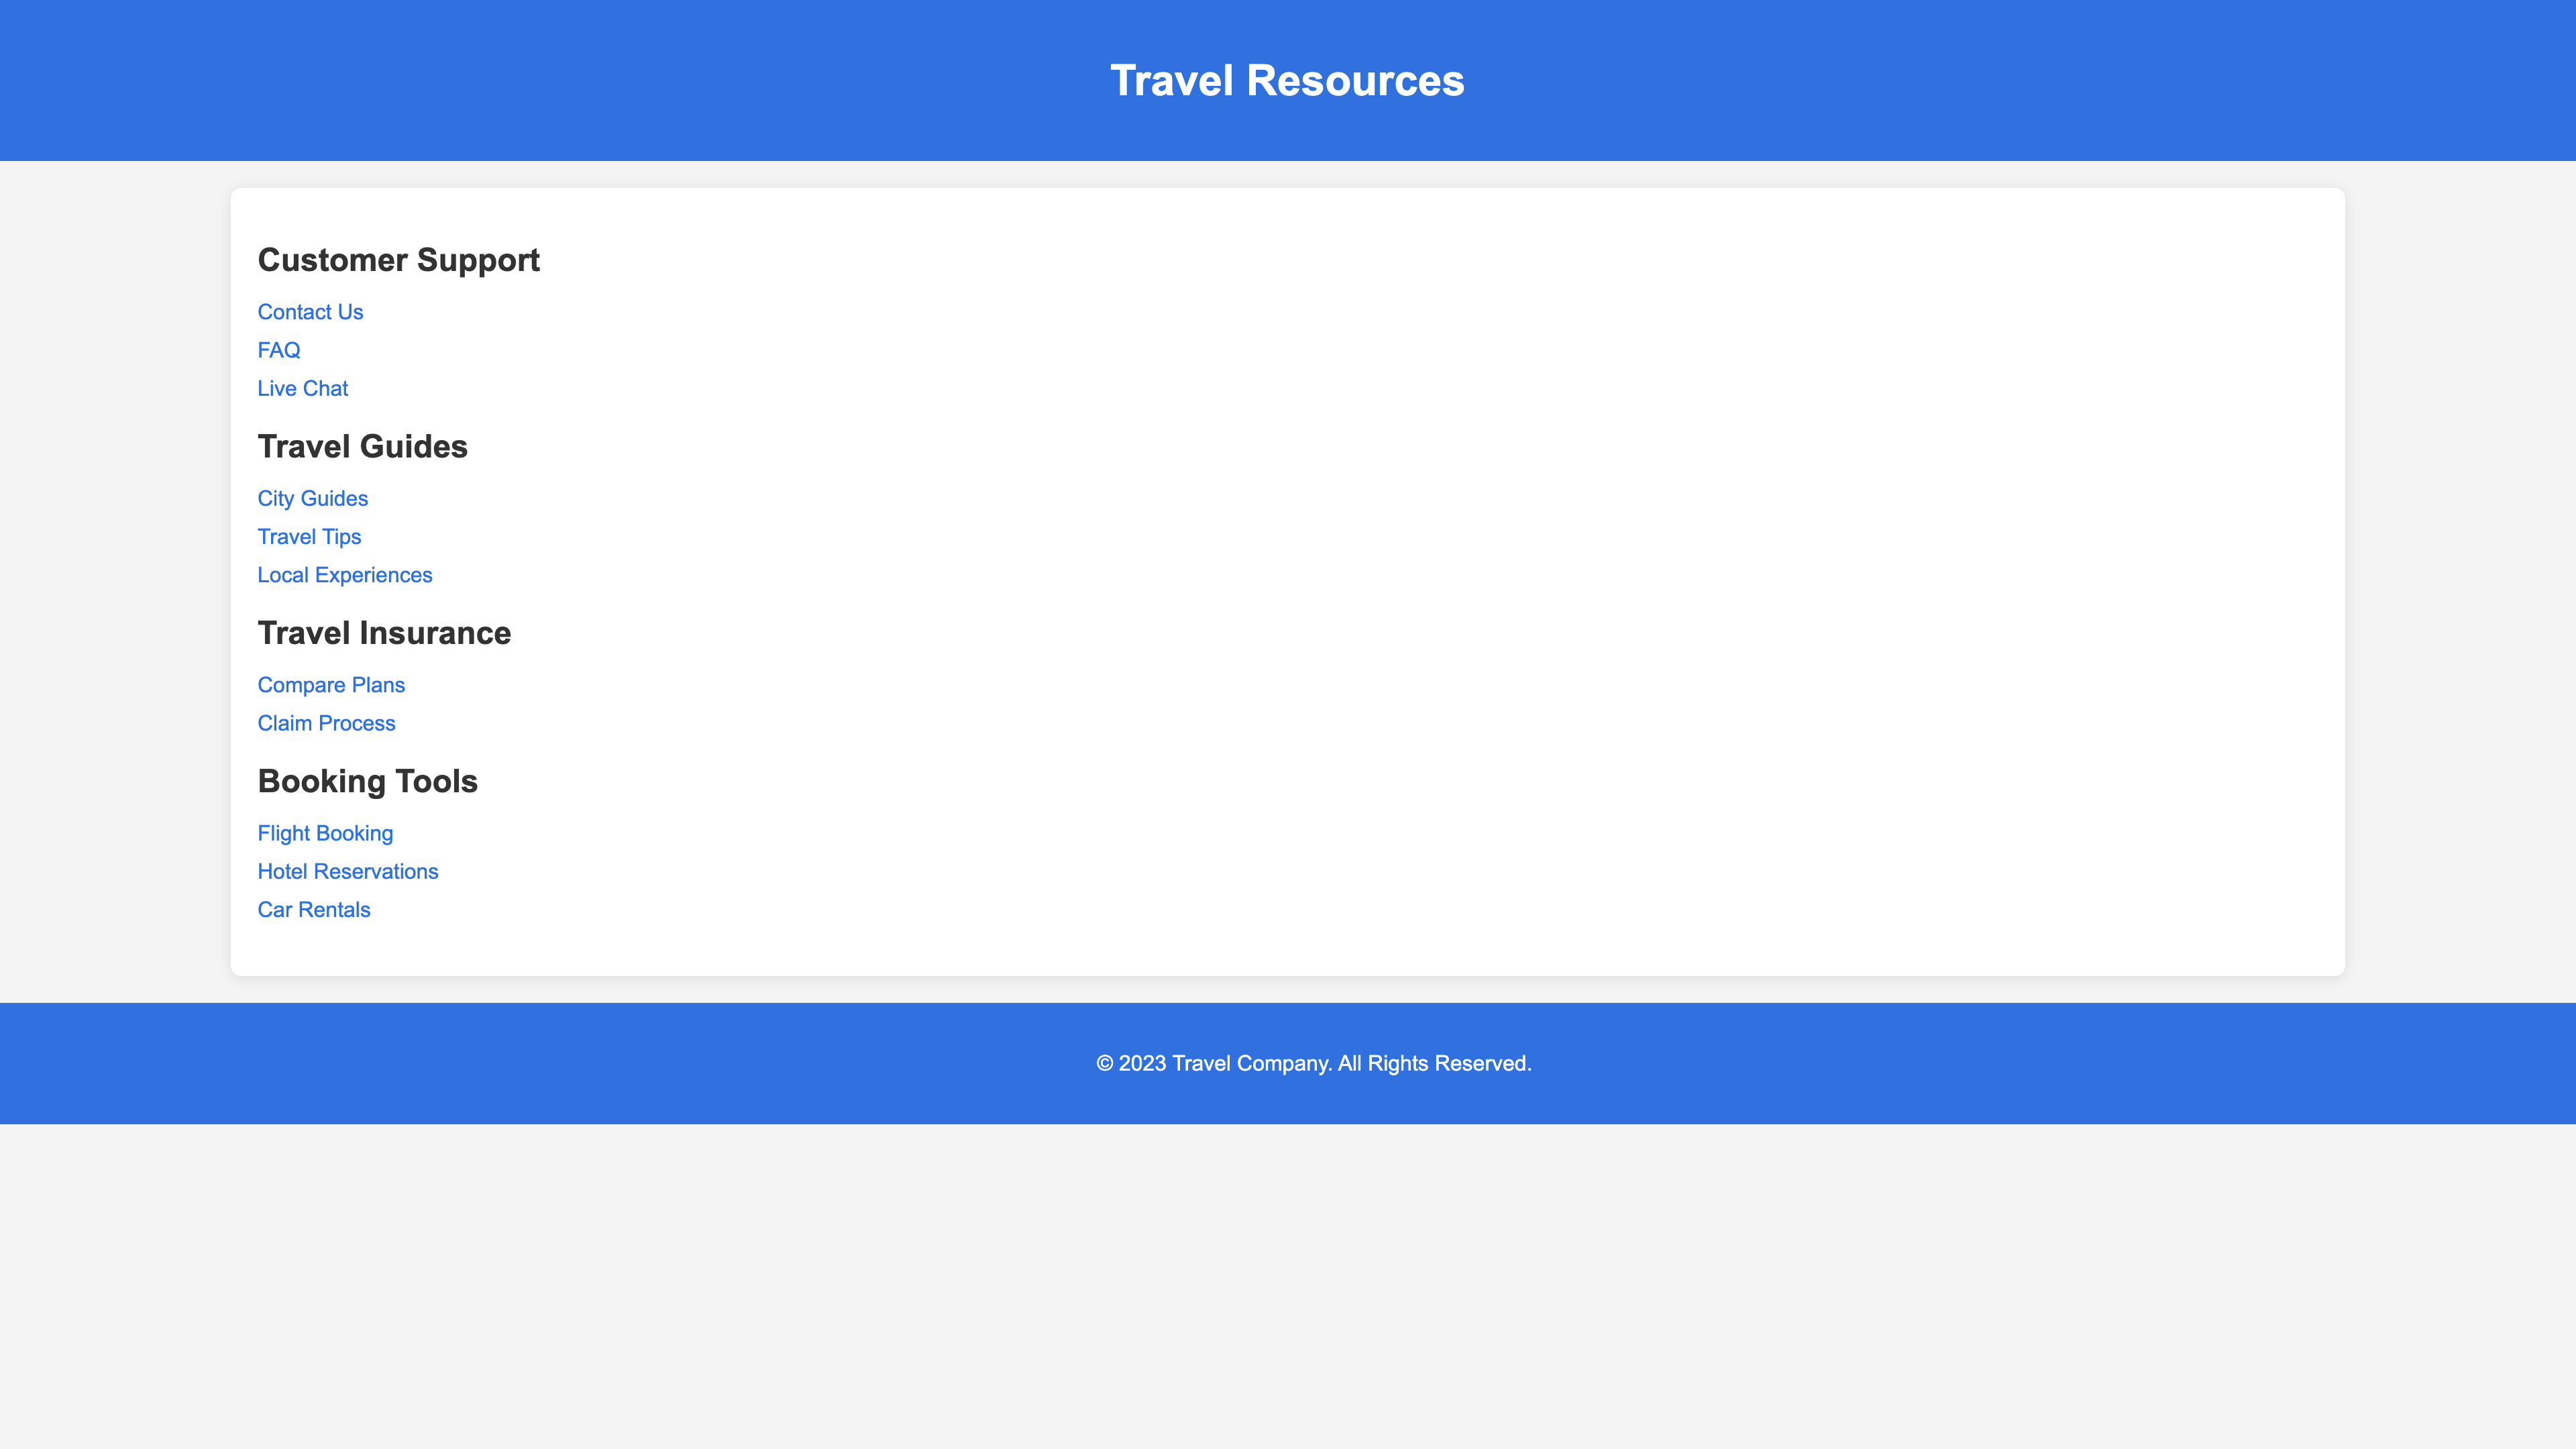 Travel Resources
Customer Support
Contact Us
FAQ
Live Chat
Travel Guides
City Guides
Travel Tips
Local Experiences
Travel Insurance
Compare Plans
Claim Process
Booking Tools
Flight Booking
Hotel Reservations
Car Rentals
© 2023 Travel Company. All Rights Reserved.